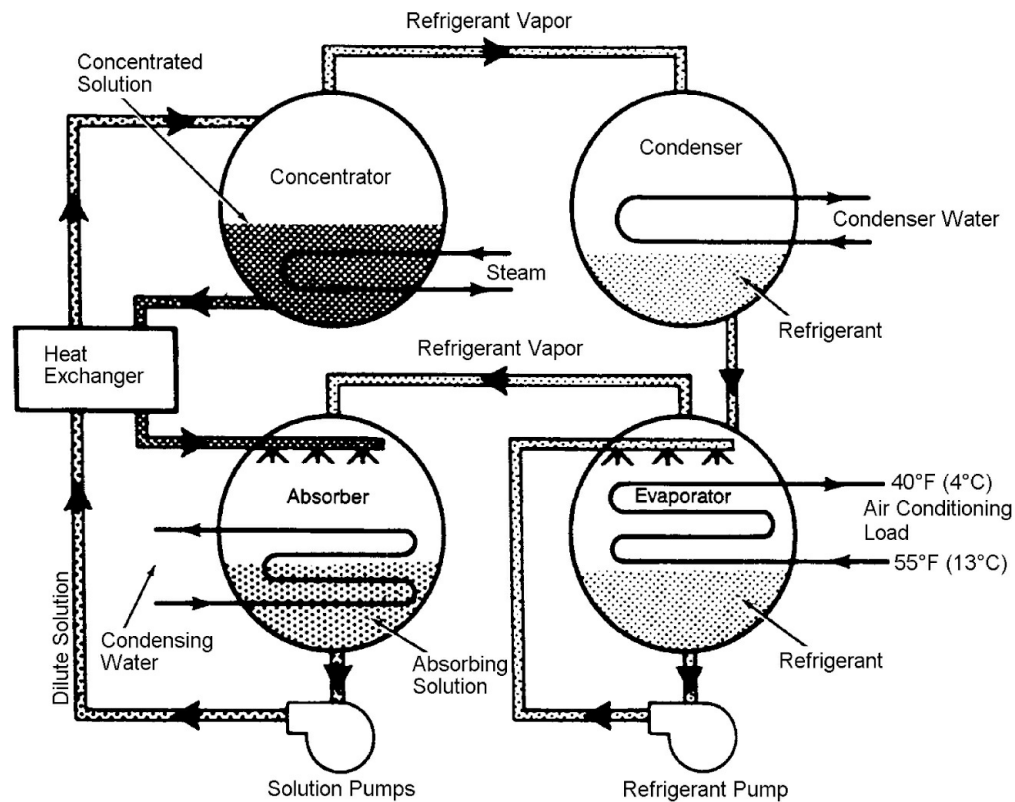 Refrigerant Vapor
Concentrated
Solution
Concentrator
Condenser
Condenser Water
Steam
Refrigerant
Heat
Exchanger
Refrigerant Vapor
Absorber
Evaporator
40°F (4°C)
Air Conditioning
Load
55°F (13°C)
Dilute Solution
Condensing
Water
Absorbing
Solution
Refrigerant
Solution Pumps
Refrigerant Pump